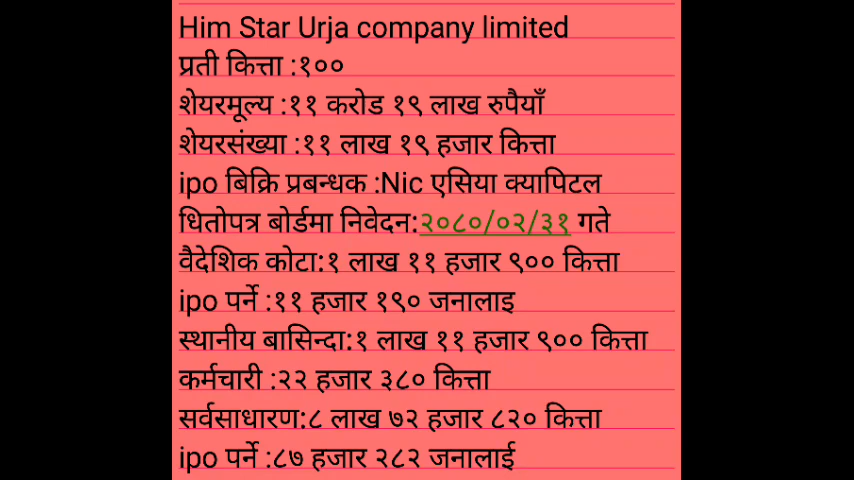 Him Star Urja company limited
प्रती कित्ता :१००
शेयरमूल्य :११ करोड १९ लाख रुपैयाँ
शेयरसंख्या :११ लाख १९ हजार कित्ता
ipo बिक्रि प्रबन्धक :Nic एसिया क्यापिटल
धितोपत्र बोर्डमा निवेदन:२०८०/०२/३१ गते
वैदेशिक कोटा:१ लाख ११ हजार ९०० कित्ता
ipo पर्ने :११ हजार १९० जनालाइ
स्थानीय बासिन्दा:१ लाख ११ हजार ९०० कित्ता
कर्मचारी :२२ हजार ३८० कित्ता
सर्वसाधारण:८ लाख ७२ हजार ८२० कित्ता
ipo पर्ने :८७ हजार २८२ जनालाई